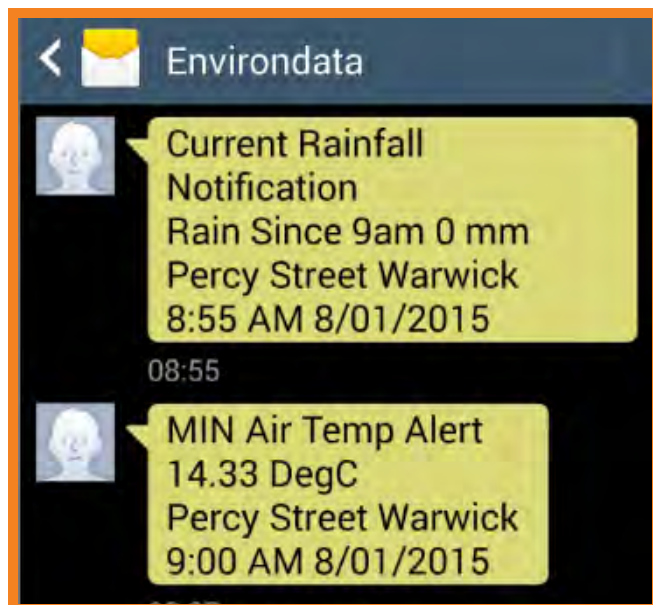 Environdata
Current Rainfall
Notification
Rain Since 9am 0 mm
Percy Street Warwick
8:55 AM 8/01/2015
08:55
MIN Air Temp Alert
14.33 DegC
Percy Street Warwick
9:00 AM 8/01/2015